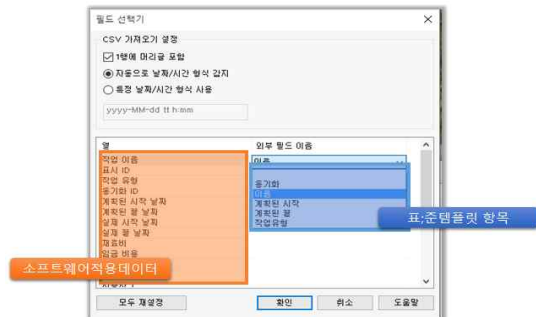 필드 선택기
CSV 가져오기 설정
1행에 머리글 포함
자동으로 날짜/시간 형식 감지
특정 날짜/시간 형식 사용
yyyy-MM-dd tt h:mm
열
외부 필드 이름
작업 이름
이름
표시 ID
작업 유형
동기화
동기화 ID
이름
계획된 시작 날짜
계획된 시작
계획된 끝 날짜
계획된 끝
실제 시작 날짜
작업유형
실제 끝 날짜
재료비
임금 비용
표:준템플릿 항목
소프트웨어적용데이터
모두 재설정
확인
취소
도움말